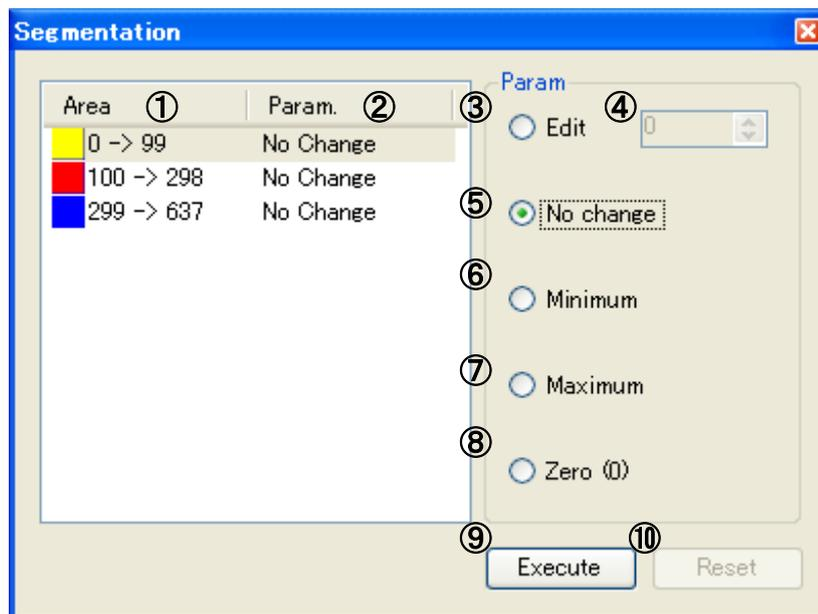 Segmentation
Area ① Param. ②
0 -> 99 No Change
100 -> 298 No Change
299 -> 637 No Change
Param
③ Edit ④ 0
⑤ No change
⑥ Minimum
⑦ Maximum
⑧ Zero (0)
⑨ Execute ⑩ Reset